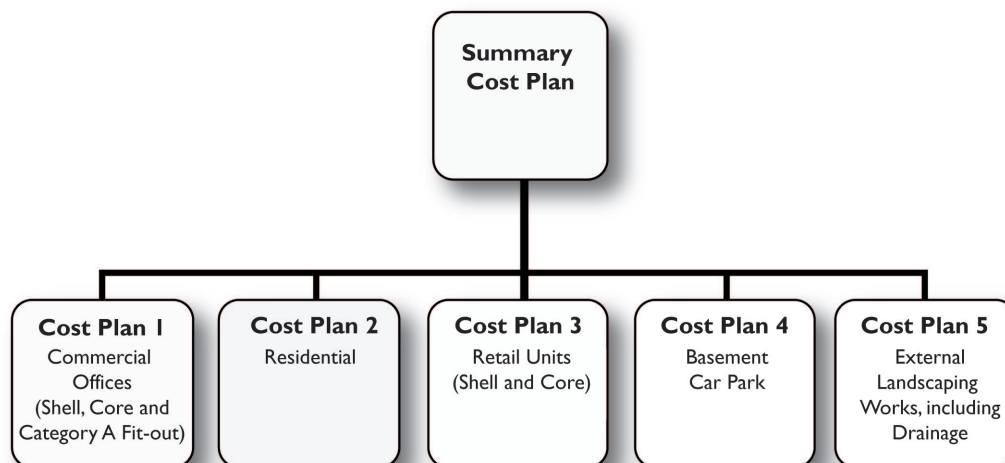 Summary
Cost Plan
Cost Plan 1
Commercial
Offices
(Shell, Core and
Category A Fit-out)
Cost Plan 2
Residential
Cost Plan 3
Retail Units
(Shell and Core)
Cost Plan 4
Basement
Car Park
Cost Plan 5
External
Landscaping
Works, including
Drainage